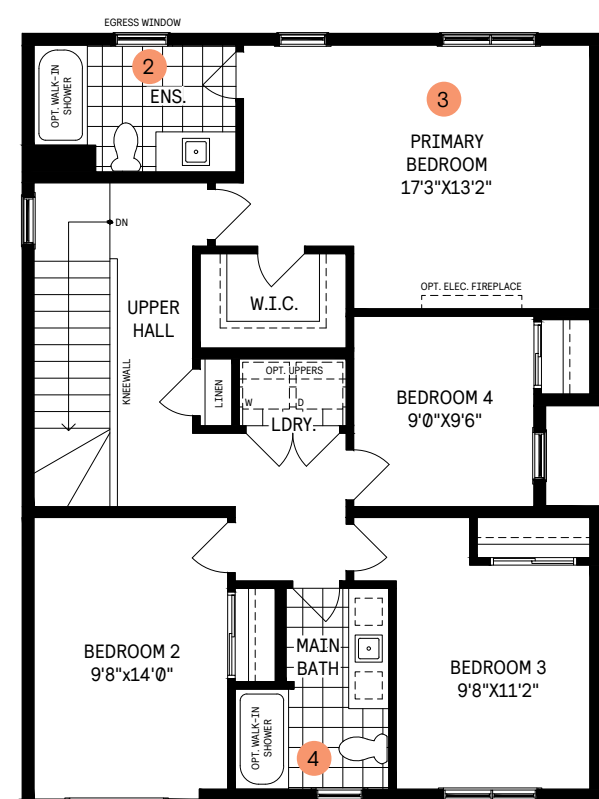 EGRESS WINDOW
2
ENS.
OPT. WALK-IN
SHOWER
3
PRIMARY
BEDROOM
17'3"X13'2"
DN
OPT. ELEC. FIREPLACE
W.I.C.
UPPER
HALL
KNEEWALL
LINEN
OPT. UPPERS
W
D
LDRY.
BEDROOM 4
9'0"X9'6"
BEDROOM 2
9'8"x14'0"
MAIN
BATH
BEDROOM 3
9'8"X11'2"
OPT. WALK-IN
SHOWER
4